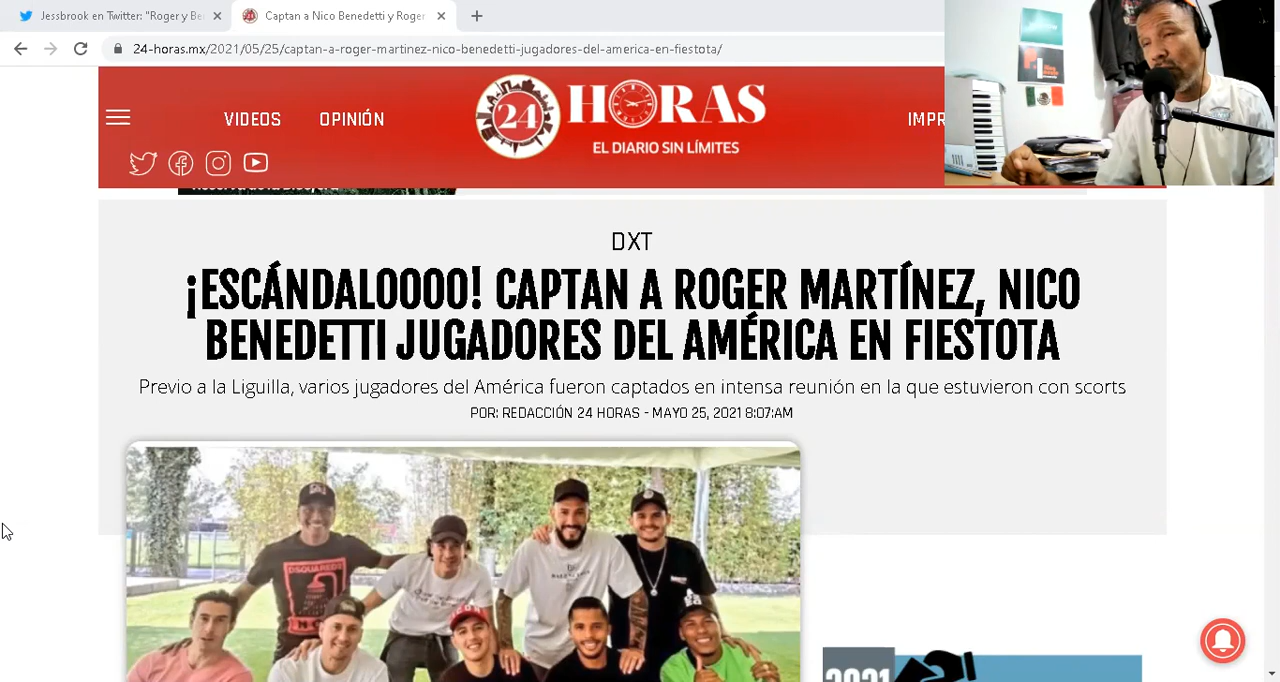 Jessbrook en Twitter: "Roger y Be
Captan a Nico Benedetti y Roger
24-horas.mx/2021/05/25/captan-a-roger-martinez-nico-benedetti-jugadores-del-america-en-fiestota/
VIDEOS
OPINIÓN
24 HORAS
EL DIARIO SIN LÍMITES
IMPR
DXT
¡ESCÁNDALOOOO! CAPTAN A ROGER MARTÍNEZ, NICO
BENEDETTI JUGADORES DEL AMÉRICA EN FIESTOTA
Previo a la Liguilla, varios jugadores del América fueron captados en intensa reunión en la que estuvieron con scorts
POR: REDACCIÓN 24 HORAS - MAYO 25, 2021 8:07:AM
DSQUARED2
ICON
2021